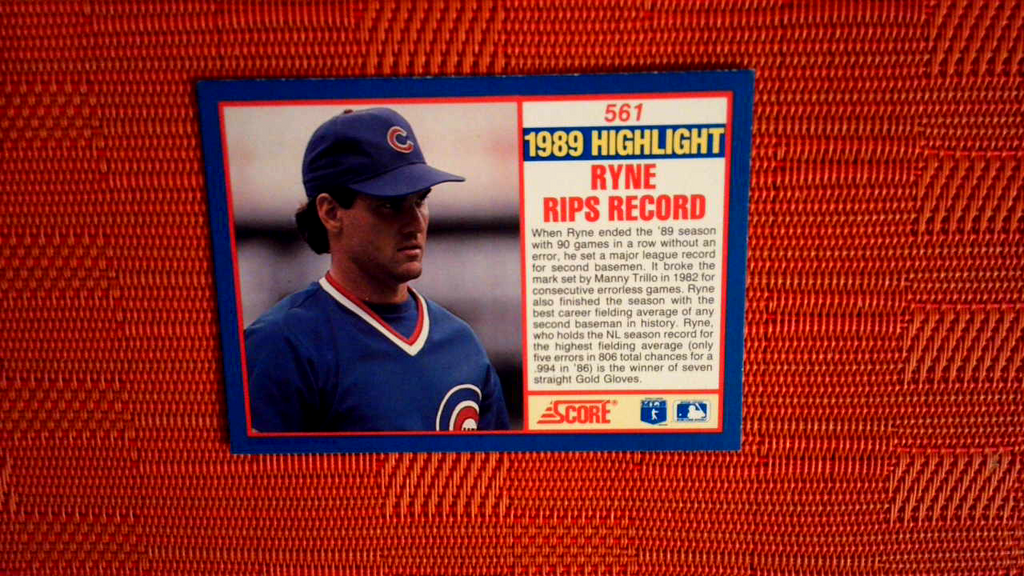 C
561
1989 HIGHLIGHT
RYNE
RIPS RECORD
When Ryne ended the '89 season
with 90 games in a row without an
error, he set a major league record
for second basemen. It broke the
mark set by Manny Trillo in 1982 for
consecutive errorless games. Ryne
also finished the season with the
best career fielding average of any
second baseman in history. Ryne,
who holds the NL season record for
the highest fielding average (only
five errors in 806 total chances for a
.994 in '86) is the winner of seven
straight Gold Gloves.
SCORE®